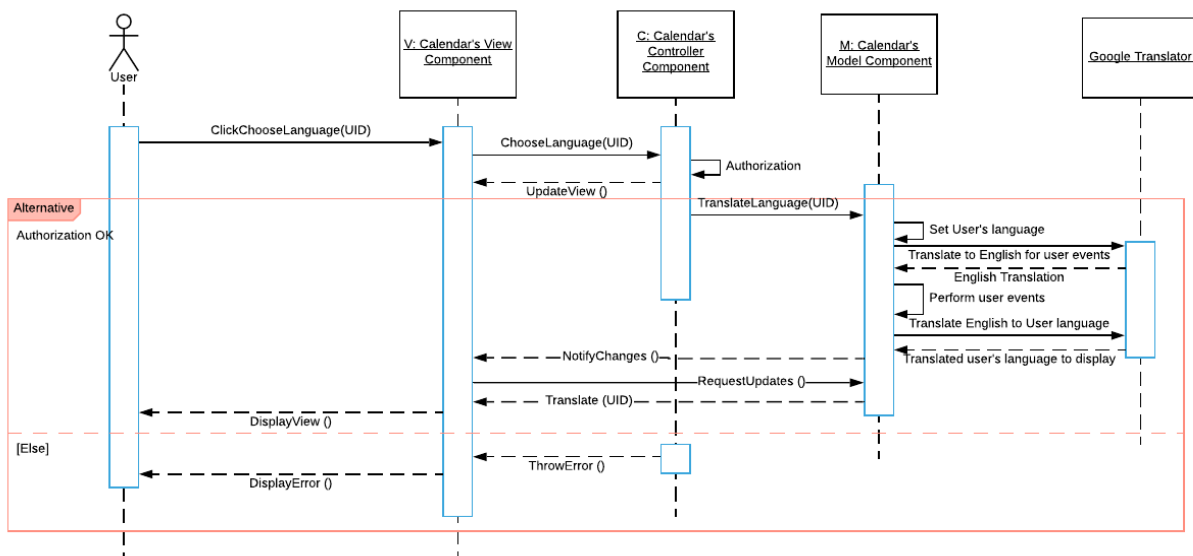 V: Calendar's View
Component
C: Calendar's
Controller
Component
M: Calendar's
Model Component
Google Translator
User
ClickChooseLanguage(UID)
ChooseLanguage(UID)
Authorization
UpdateView ()
Alternative
TranslateLanguage(UID)
Authorization OK
Set User's language
Translate to English for user events
English Translation
Perform user events
Translate English to User language
NotifyChanges ()
Translated user's language to display
RequestUpdates ()
Translate (UID)
DisplayView ()
[Else]
ThrowError ()
DisplayError ()